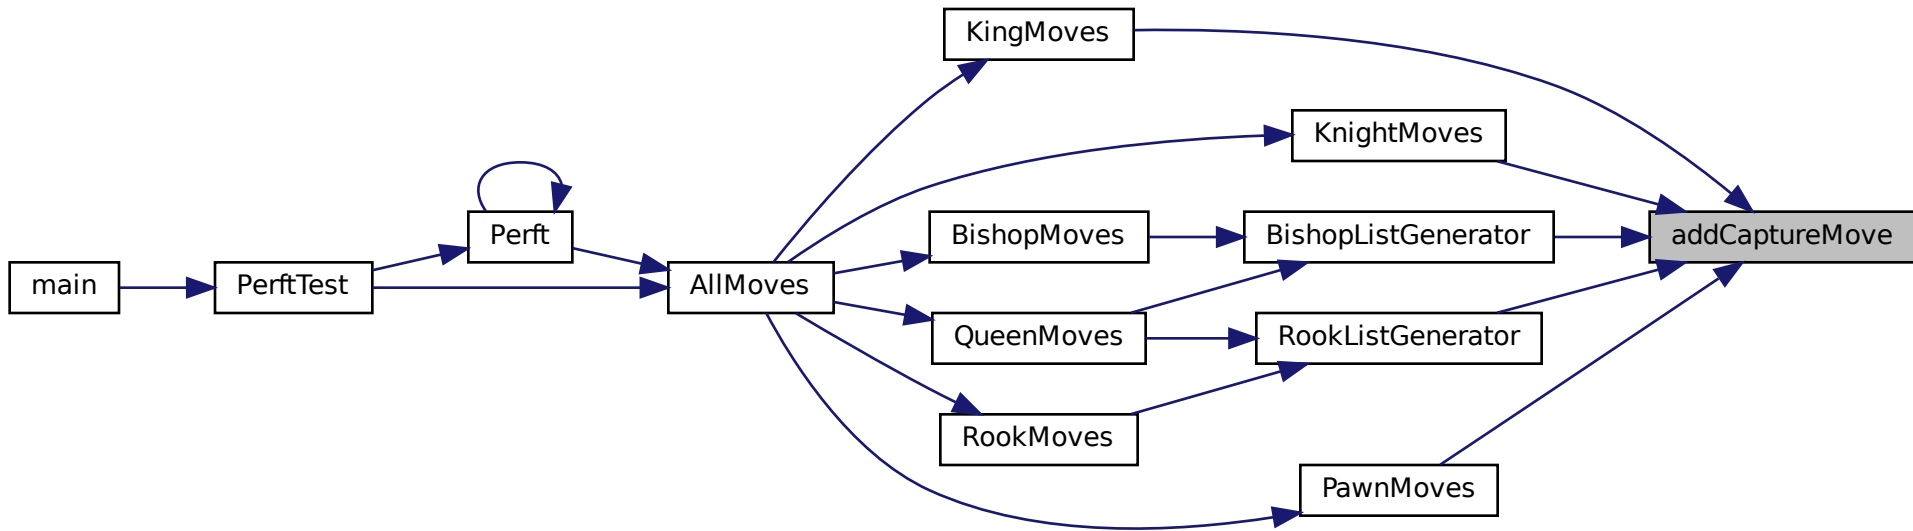 KingMoves
KnightMoves
Perft
BishopMoves
BishopListGenerator
addCaptureMove
main
PerftTest
AllMoves
QueenMoves
RookListGenerator
RookMoves
PawnMoves